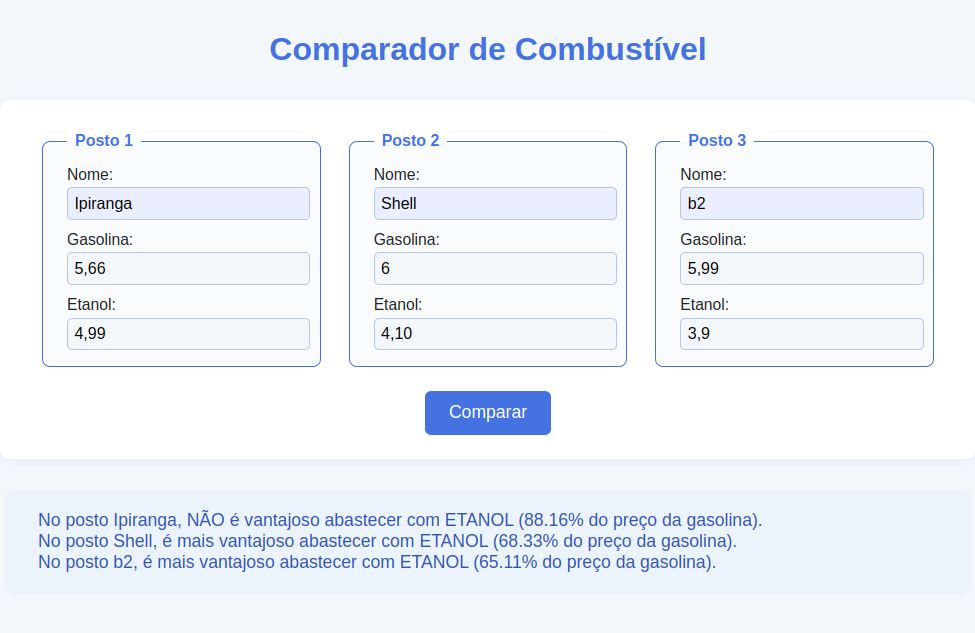 Comparador de Combustível
Posto 1
Nome:
Ipiranga
Gasolina:
5,66
Etanol:
4,99
Posto 2
Nome:
Shell
Gasolina:
6
Etanol:
4,10
Posto 3
Nome:
b2
Gasolina:
5,99
Etanol:
3,9
Comparar
No posto Ipiranga, NÃO é vantajoso abastecer com ETANOL (88.16% do preço da gasolina).
No posto Shell, é mais vantajoso abastecer com ETANOL (68.33% do preço da gasolina).
No posto b2, é mais vantajoso abastecer com ETANOL (65.11% do preço da gasolina).